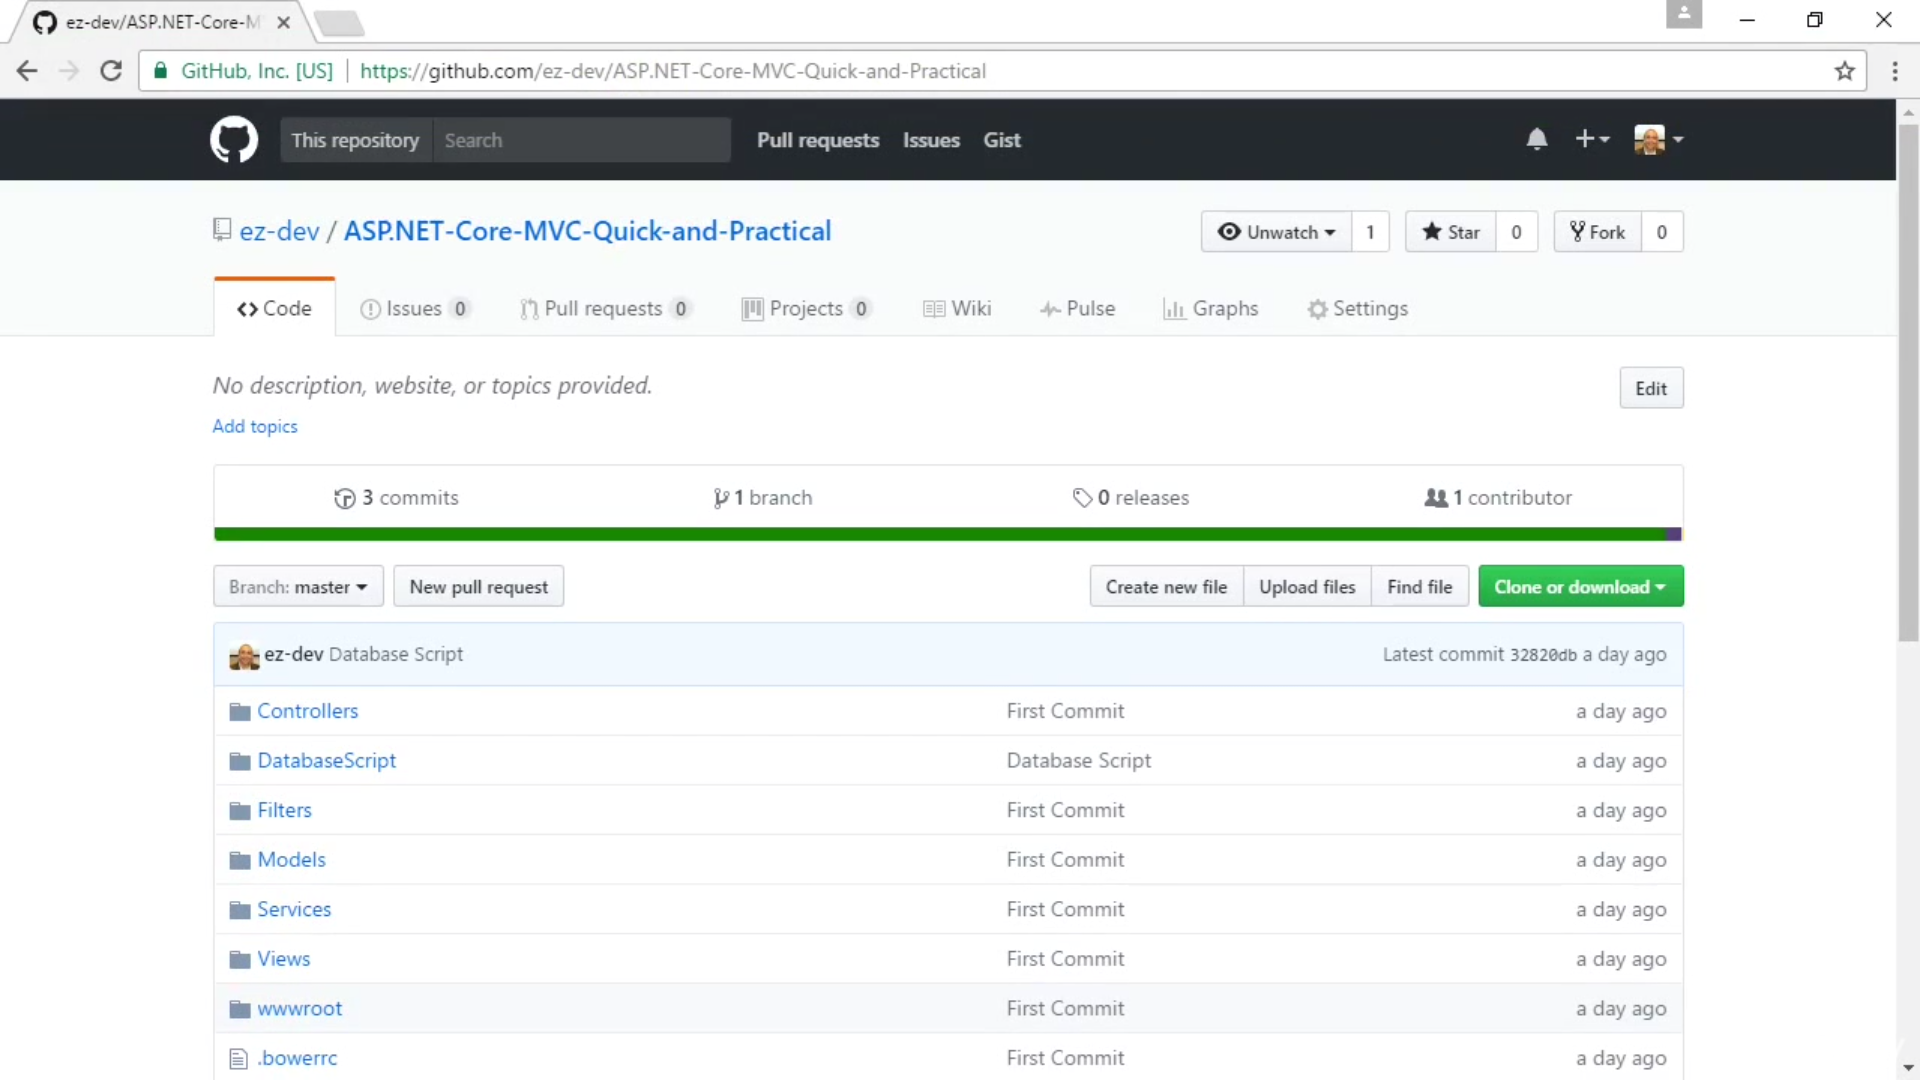 ez-dev/ASP.NET-Core-M
GitHub, Inc. [US] https://github.com/ez-dev/ASP.NET-Core-MVC-Quick-and-Practical
This repository Search Pull requests Issues Gist
ez-dev / ASP.NET-Core-MVC-Quick-and-Practical Unwatch 1 Star 0 Fork 0
Code Issues 0 Pull requests 0 Projects 0 Wiki Pulse Graphs Settings
No description, website, or topics provided. Edit
Add topics
3 commits 1 branch 0 releases 1 contributor
Branch: master New pull request Create new file Upload files Find file Clone or download
ez-dev Database Script Latest commit 32820db a day ago
Controllers First Commit a day ago
DatabaseScript Database Script a day ago
Filters First Commit a day ago
Models First Commit a day ago
Services First Commit a day ago
Views First Commit a day ago
wwwroot First Commit a day ago
.bowerrc First Commit a day ago